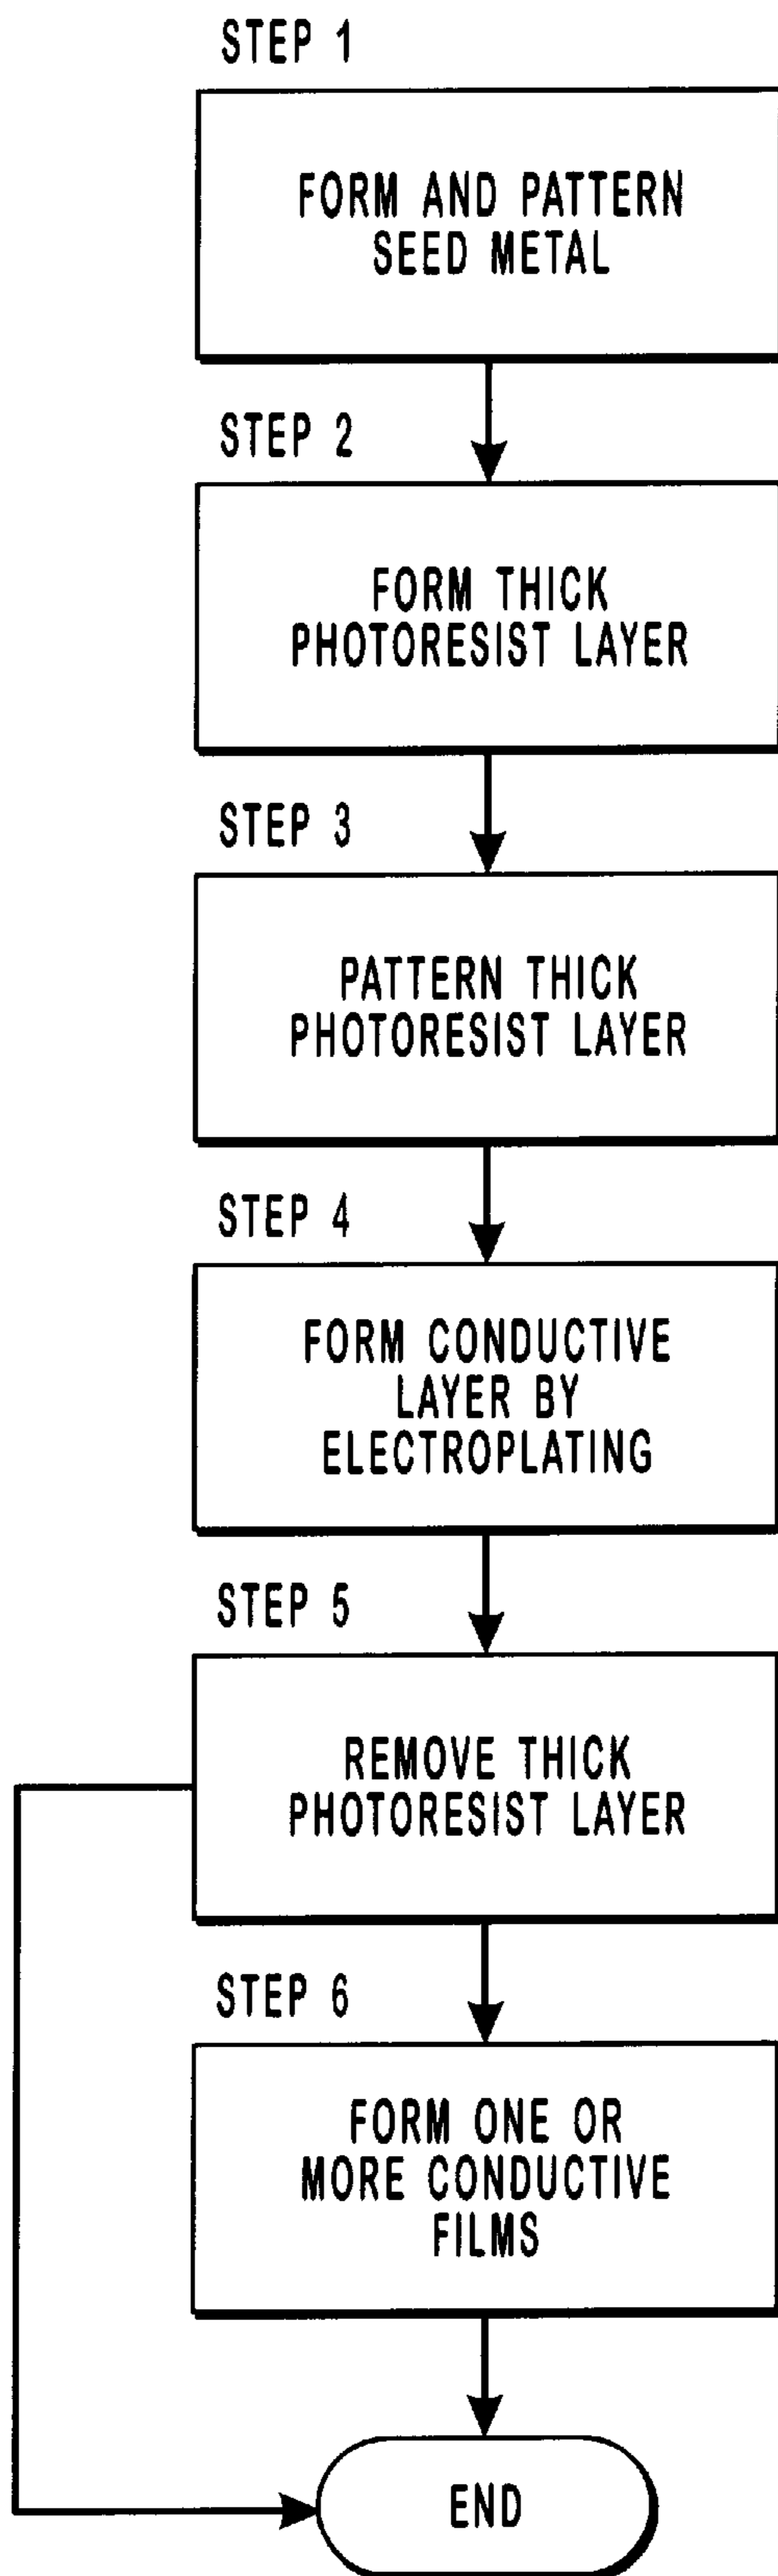 STEP 1
FORM AND PATTERN
SEED METAL
STEP 2
FORM THICK
PHOTORESIST LAYER
STEP 3
PATTERN THICK
PHOTORESIST LAYER
STEP 4
FORM CONDUCTIVE
LAYER BY
ELECTROPLATING
STEP 5
REMOVE THICK
PHOTORESIST LAYER
STEP 6
FORM ONE OR
MORE CONDUCTIVE
FILMS
END